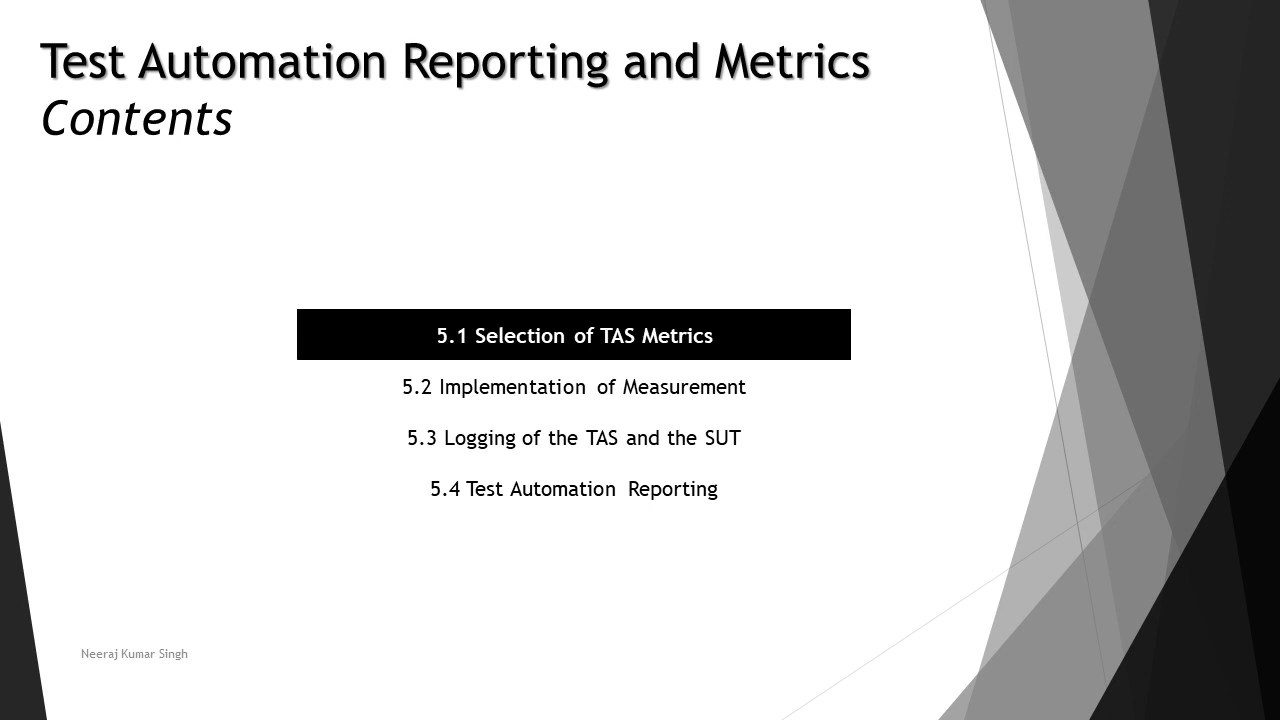 Test Automation Reporting and Metrics
Contents
5.1 Selection of TAS Metrics
5.2 Implementation of Measurement
5.3 Logging of the TAS and the SUT
5.4 Test Automation Reporting
Neeraj Kumar Singh